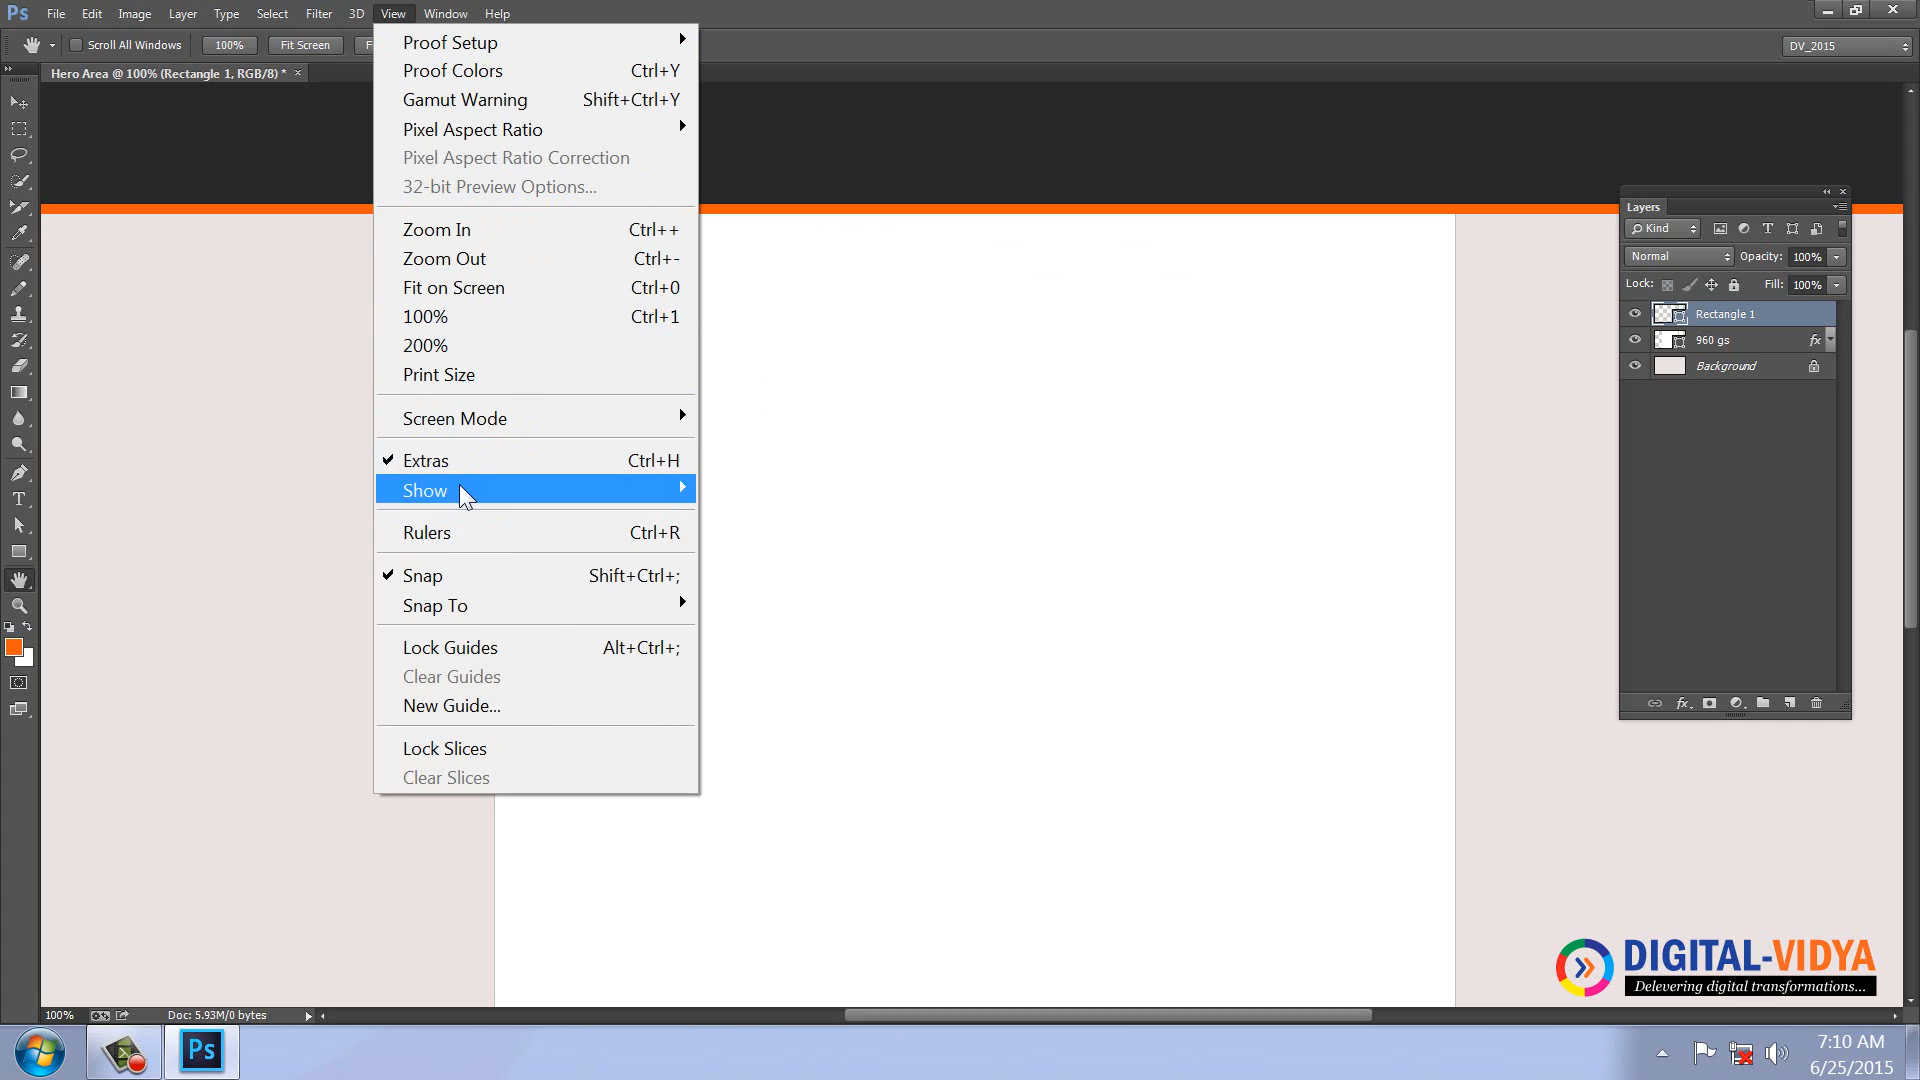 Ps File Edit Image Layer Type Select Filter 3D View Window Help
Scroll All Windows 100% Fit Screen F DV_2015
Hero Area @ 100% (Rectangle 1, RGB/8) * ×
Proof Setup
Proof Colors Ctrl+Y
Gamut Warning Shift+Ctrl+Y
Pixel Aspect Ratio
Pixel Aspect Ratio Correction
32-bit Preview Options...
Zoom In Ctrl++
Zoom Out Ctrl+-
Fit on Screen Ctrl+0
100% Ctrl+1
200%
Print Size
Screen Mode
Extras Ctrl+H
Show
Rulers Ctrl+R
Snap Shift+Ctrl+;
Snap To
Lock Guides Alt+Ctrl+;
Clear Guides
New Guide...
Lock Slices
Clear Slices
Layers
Kind
Normal Opacity: 100%
Lock: Fill: 100%
Rectangle 1
960 gs fx
Background
fx
DIGITAL-VIDYA
Delevering digital transformations...
100% Doc: 5.93M/0 bytes
Ps
7:10 AM
6/25/2015